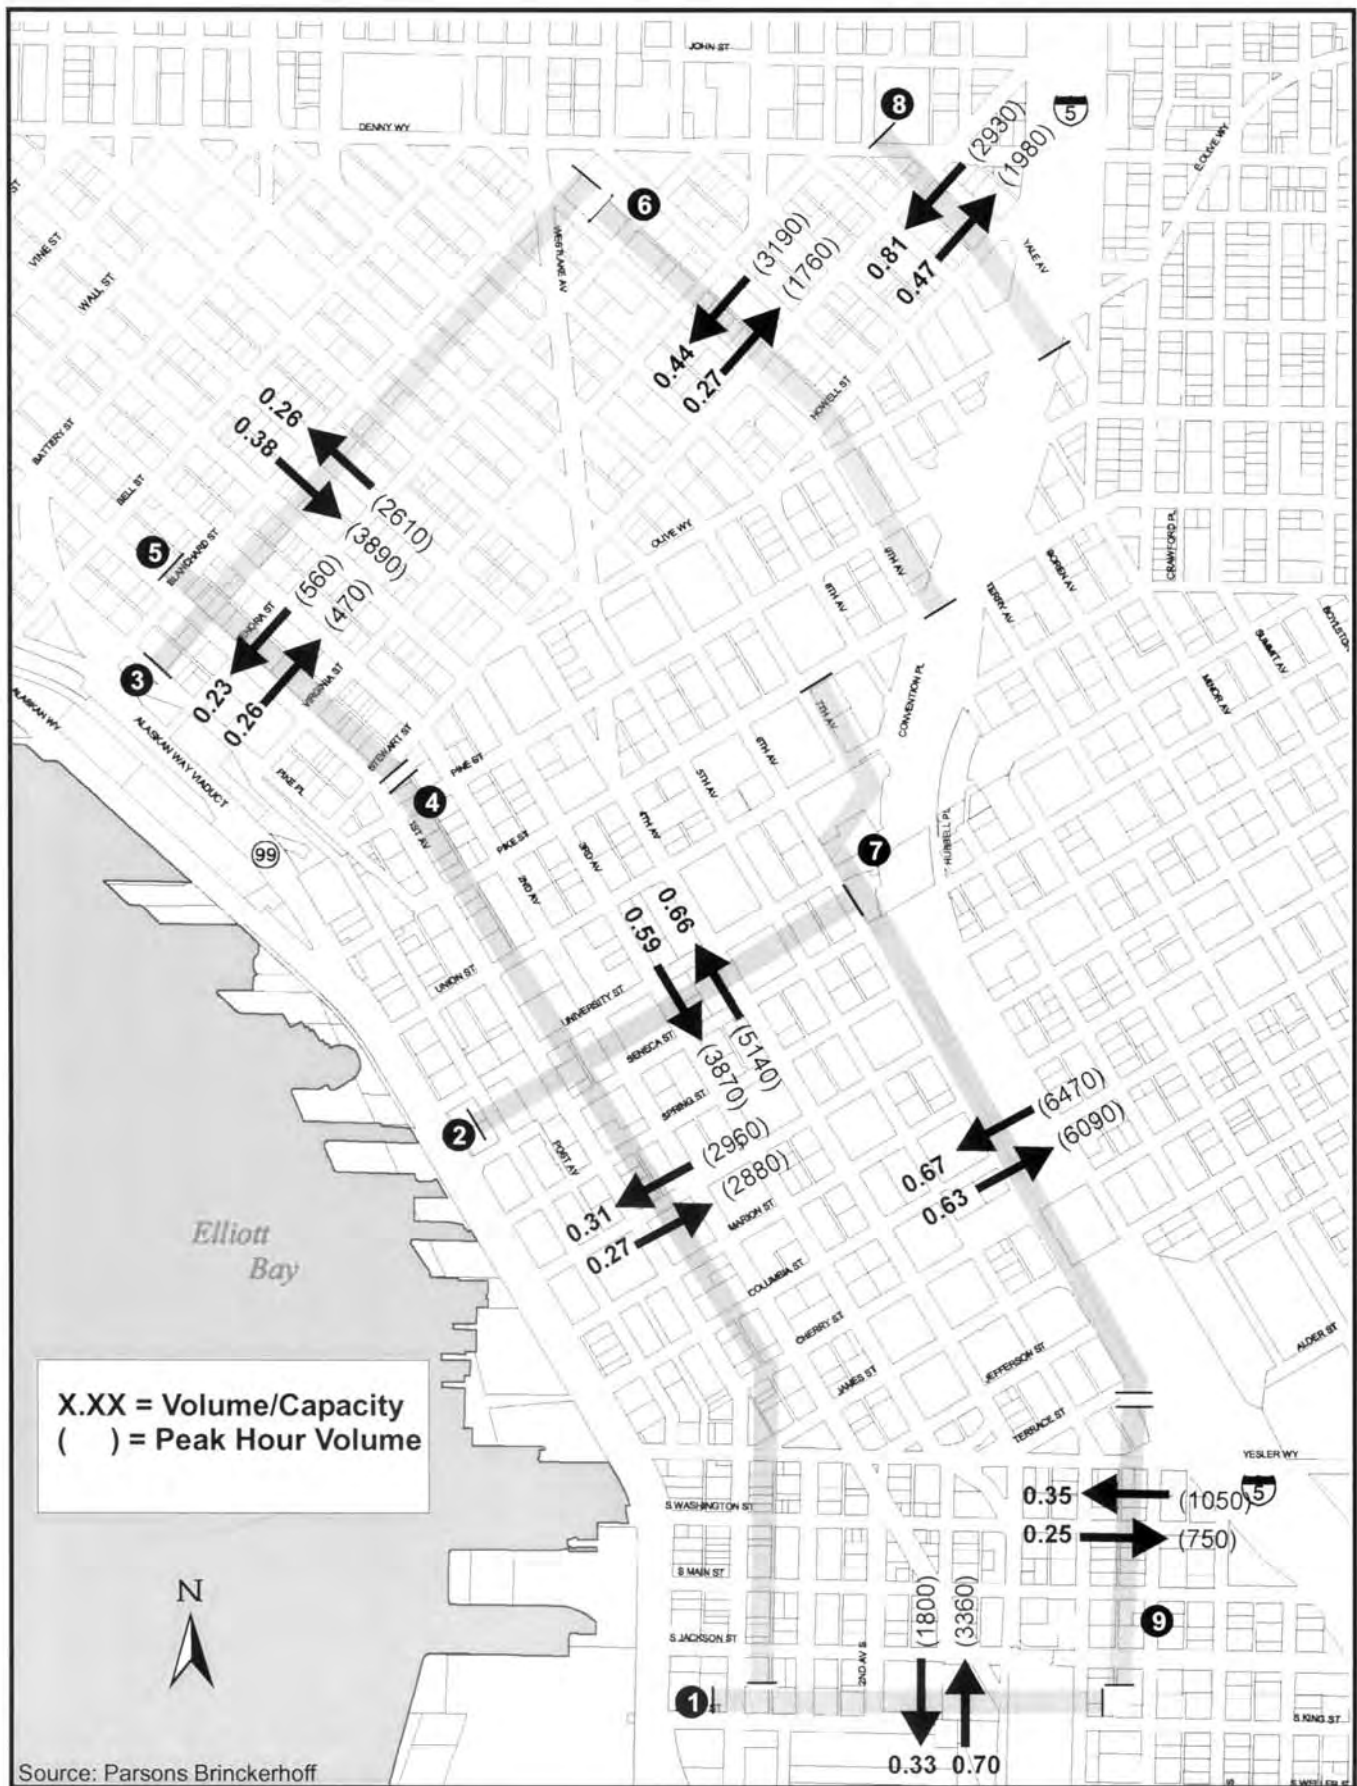 JOHN ST
8
5
DENNY WY
(2930)
(1980)
E OLIVE WY
ST
6
VINE ST
WESTLAKE AV
(3190)
(1760)
0.81
0.47
YALE AV
WALL ST
0.44
0.27
HOWELL ST
0.26
0.38
BATTERY ST
BELL ST
(2610)
(3890)
OLIVE WY
CRAWFORD PL
5
BLANCHARD ST
(560)
(470)
9TH AV
8TH AV
BOREN AV
TERRY AV
SUMMIT AV
MINOR AV
3
0.23
0.26
VIRGINIA ST
ALASKAN WY
ALASKAN WAY VIADUCT
STEWART ST
PINE ST
PIKE PL
7TH AV
CONVENTION PL
6TH AV
5TH AV
4TH AV
4
1ST AV
PIKE ST
3RD AV
2ND AV
99
7
HUBBELL PL
0.66
0.59
UNION ST
UNIVERSITY ST
SENECA ST
(5140)
(3870)
SPRING ST
2
POST AV
(2960)
(2880)
(6470)
(6090)
0.67
0.63
0.31
0.27
MARION ST
Elliott
Bay
COLUMBIA ST
CHERRY ST
JAMES ST
JEFFERSON ST
ALDER ST
TERRACE ST
X.XX = Volume/Capacity
( ) = Peak Hour Volume
YESLER WY
5
S WASHINGTON ST
0.35
(1050)
0.25
(750)
S MAIN ST
N
(1800)
(3360)
9
S JACKSON ST
2ND AV S
1
S KING ST
0.33 0.70
Source: Parsons Brinckerhoff